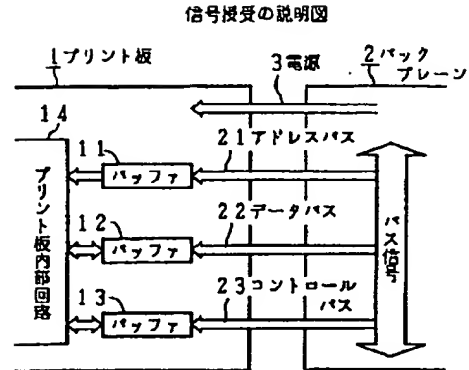 信号授受の説明図
1プリント板
3電源
2バック
プレーン
14
11
21アドレスバス
バッファ
12
22データバス
バッファ
13
23コントロール
バス
バッファ
プリント板内部回路
バス信号